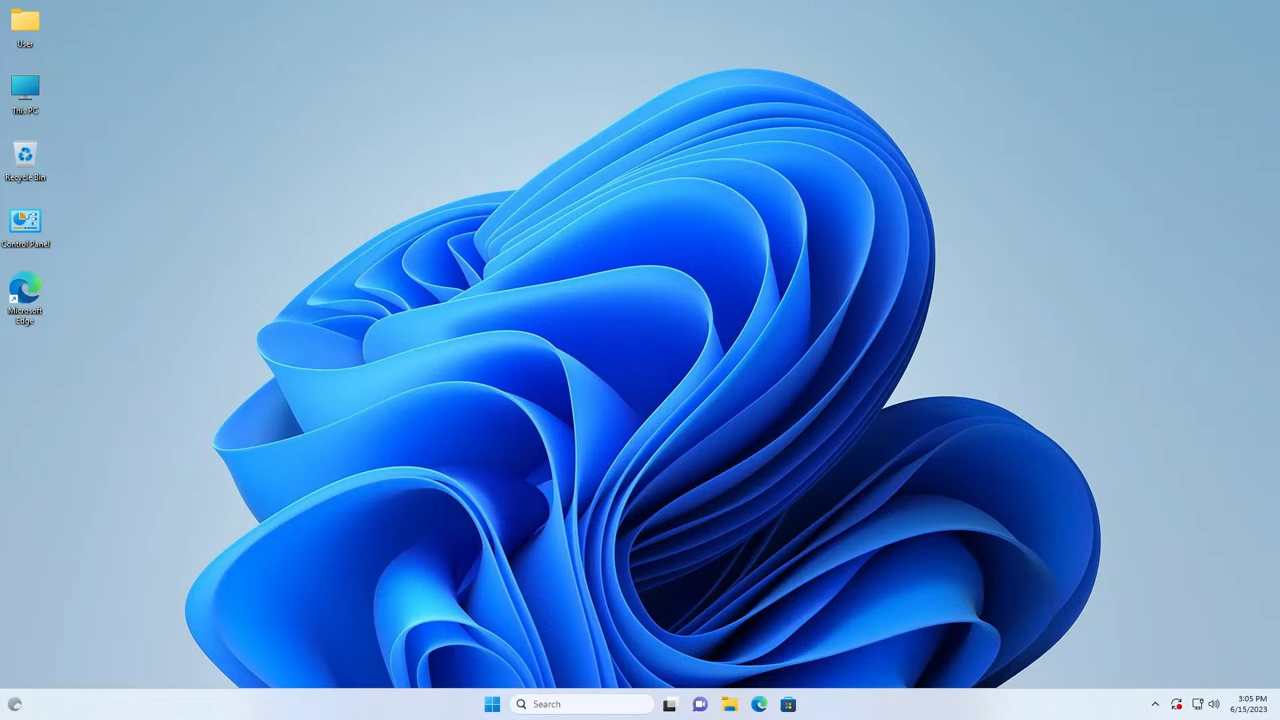 User
This PC
Recycle Bin
Control Panel
Microsoft
Edge
Search
3:05 PM
6/15/2023